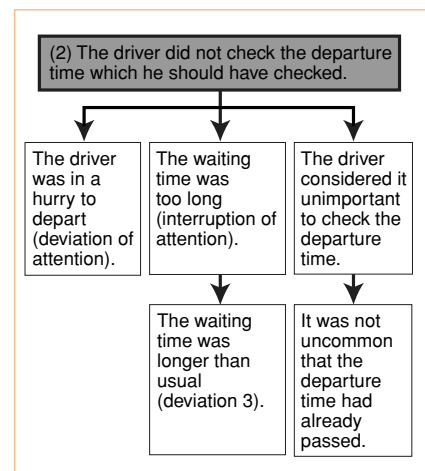 (2) The driver did not check the departure
time which he should have checked.
The driver
was in a
hurry to
depart
(deviation of
attention).
The waiting
time was
too long
(interruption of
attention).
The driver
considered it
unimportant
to check the
departure
time.
The waiting
time was
longer than
usual
(deviation 3).
It was not
uncommon
that the
departure
time had
already
passed.